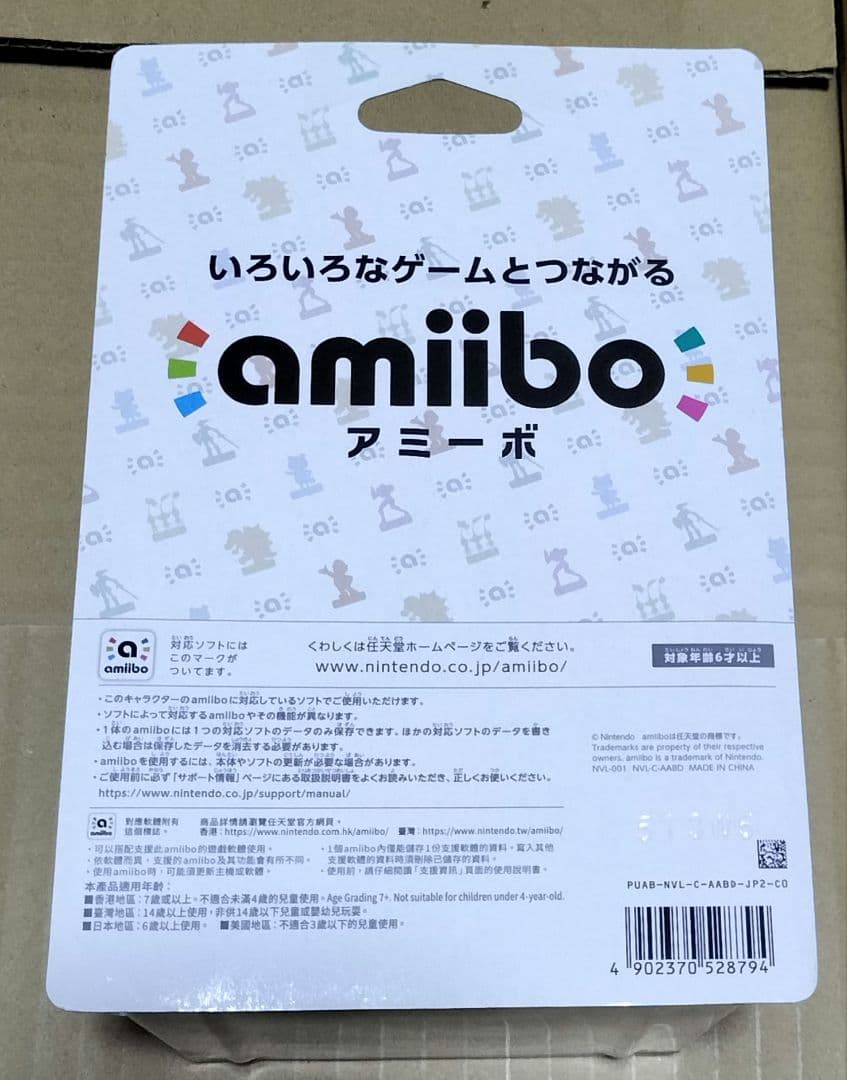 いろいろなゲームとつながる
amiibo
アミーボ
a
amiibo
対応ソフトには
このマークが
ついてます。
くわしくは任天堂ホームページをご覧ください。
www.nintendo.co.jp/amiibo/
対象年齢6才以上
・このキャラクターのamiiboに対応しているソフトでご使用いただけます。
・ソフトによって対応するamiiboやその機能が異なります。
・1体のamiiboには1つの対応ソフトのデータのみ保存できます。ほかの対応ソフトのデータを書き
込む場合は保存したデータを消去する必要があります。
・amiiboを使用するには、本体やソフトの更新が必要な場合があります。
・ご使用前に必ず「サポート情報」ページにある取扱説明書をよくお読みいただき、正しくお使いください。
https://www.nintendo.co.jp/support/manual/
© Nintendo amiiboは任天堂の商標です。
Trademarks are property of their respective
owners. amiibo is a trademark of Nintendo.
NVL-001 NVL-C-AABD MADE IN CHINA
a
amiibo
對應軟體附有
這個標誌。
商品詳情請瀏覽任天堂官方網頁。
香港：https://www.nintendo.com.hk/amiibo/ 臺灣：https://www.nintendo.tw/amiibo/
・可以搭配支援此amiibo的遊戲軟體使用。
・依軟體而異，支援的amiibo及其功能會有所不同。
・使用amiibo時，可能須更新主機或軟體。
・1個amiibo內僅能儲存1份支援軟體的資料。寫入其他
支援軟體的資料時須刪除已儲存的資料。
・使用前，請仔細閱讀「支援資訊」頁面的使用說明書。
本產品適用年齡：
■香港地區：7歲或以上。不適合未滿4歲的兒童使用。Age Grading 7+. Not suitable for children under 4-year-old.
■臺灣地區：14歲以上使用，非供14歲以下兒童或嬰幼兒玩耍。
■日本地區：6歲以上使用。 ■美國地區：不適合3歲以下的兒童使用。
PUAB-NVL-C-AABD-JP2-C0
4 902370 528794